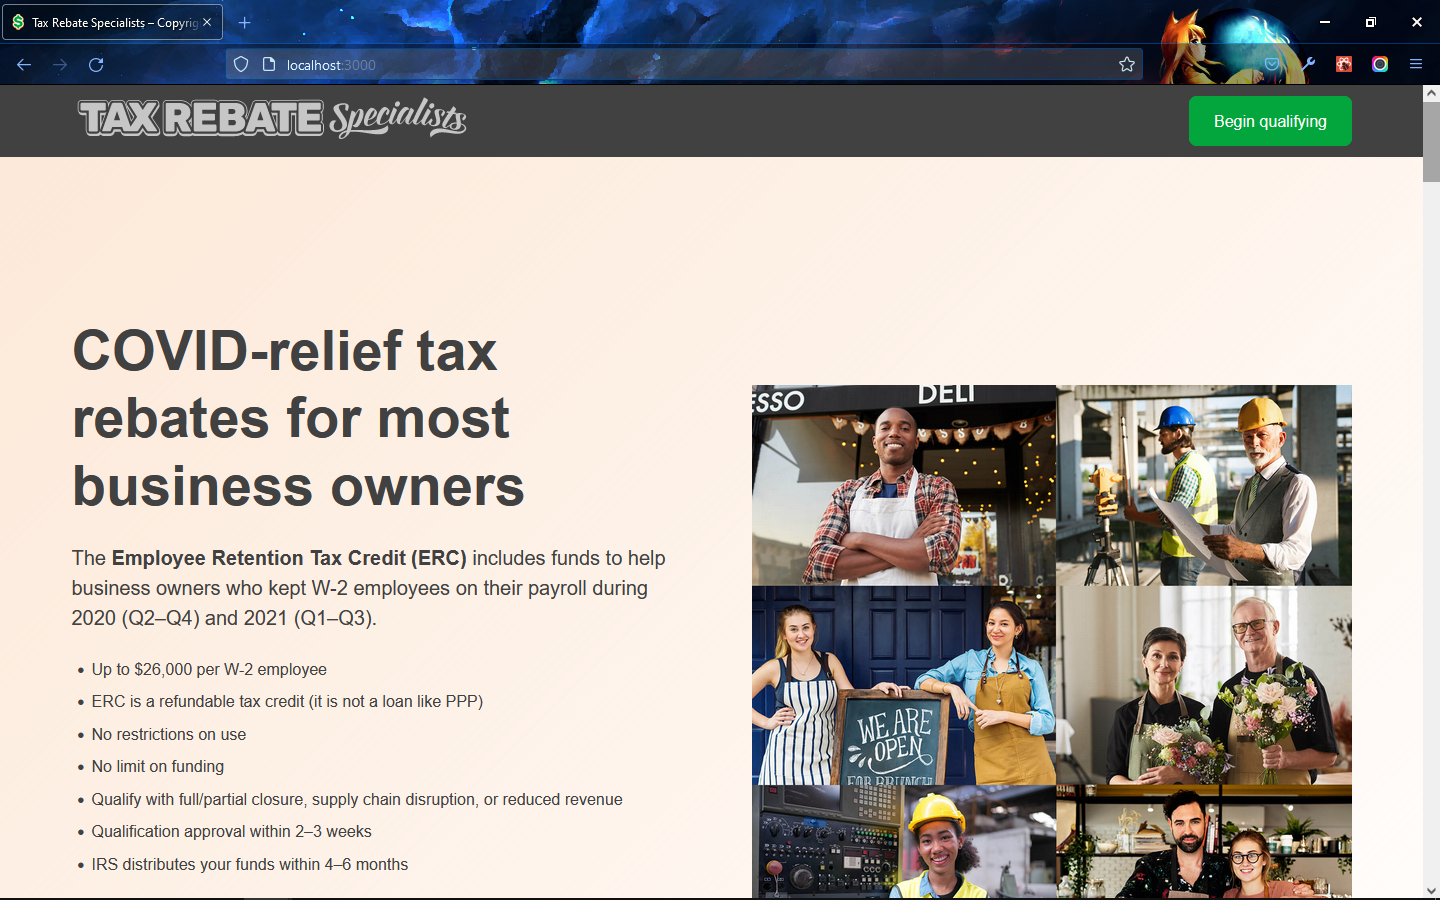 Tax Rebate Specialists – Copyrig
localhost:3000
TAX REBATE Specialists
Begin qualifying
COVID-relief tax
rebates for most
business owners
The Employee Retention Tax Credit (ERC) includes funds to help
business owners who kept W-2 employees on their payroll during
2020 (Q2–Q4) and 2021 (Q1–Q3).
• Up to $26,000 per W-2 employee
• ERC is a refundable tax credit (it is not a loan like PPP)
• No restrictions on use
• No limit on funding
• Qualify with full/partial closure, supply chain disruption, or reduced revenue
• Qualification approval within 2–3 weeks
• IRS distributes your funds within 4–6 months
ESSO
DELI
WE ARE
OPEN
FOR BRUNCH